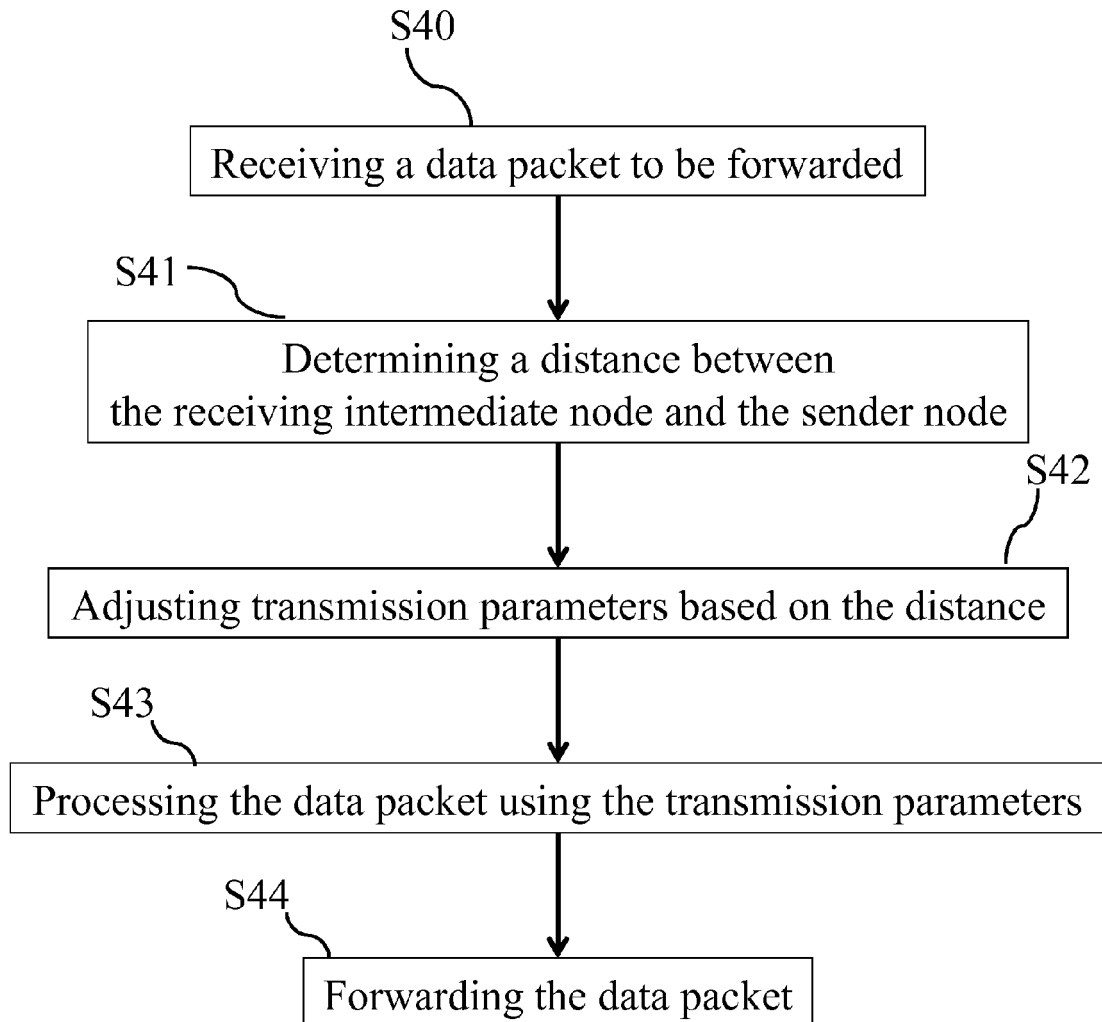 S40
Receiving a data packet to be forwarded
S41
Determining a distance between
the receiving intermediate node and the sender node
S42
Adjusting transmission parameters based on the distance
S43
Processing the data packet using the transmission parameters
S44
Forwarding the data packet